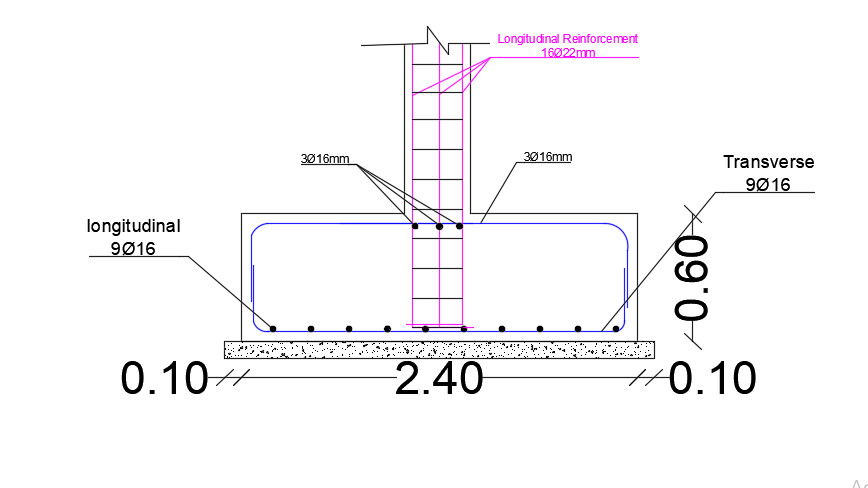 Longitudinal Reinforcement
16Ø22mm
3Ø16mm
3Ø16mm
Transverse
9Ø16
longitudinal
9Ø16
0.60
0.10
2.40
0.10